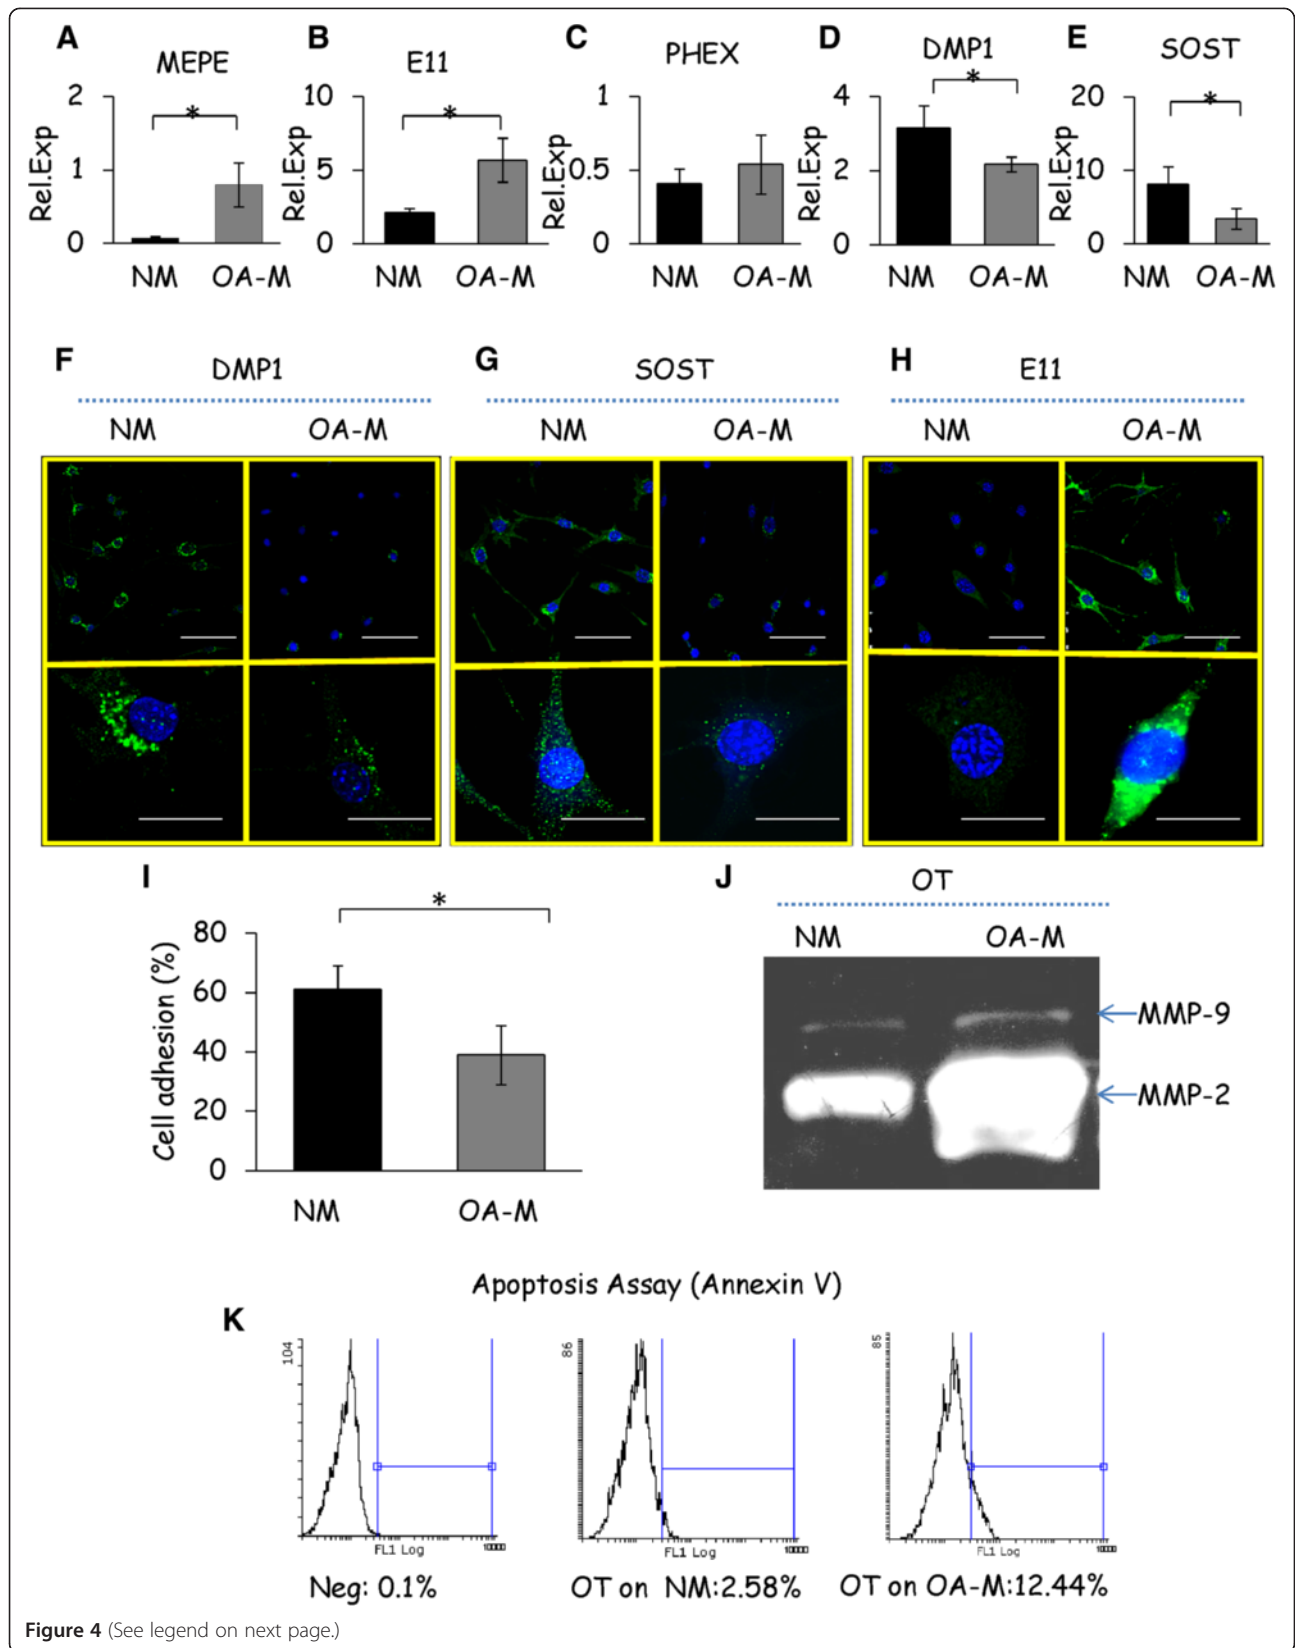 A
MEPE
Rel.Exp
2
1
0
*
NM OA-M
B
E11
Rel.Exp
10
5
0
*
NM OA-M
C
PHEX
Rel.Exp
1
0.5
0
NM OA-M
D
DMP1
Rel.Exp
4
2
0
*
NM OA-M
E
SOST
Rel.Exp
20
10
0
*
NM OA-M
F
DMP1
NM OA-M
G
SOST
NM OA-M
H
E11
NM OA-M
I
Cell adhesion (%)
80
60
40
20
0
*
NM OA-M
J
OT
NM OA-M
MMP-9
MMP-2
Apoptosis Assay (Annexin V)
K
104
FL1 Log
10000
Neg: 0.1%
86
FL1 Log
10000
OT on NM:2.58%
85
FL1 Log
10000
OT on OA-M:12.44%
Figure 4 (See legend on next page.)